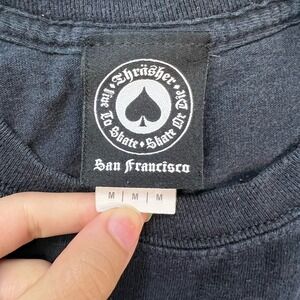 Thrasher • Skate Or Die • Live To Skate •
San Francisco
M | M | M